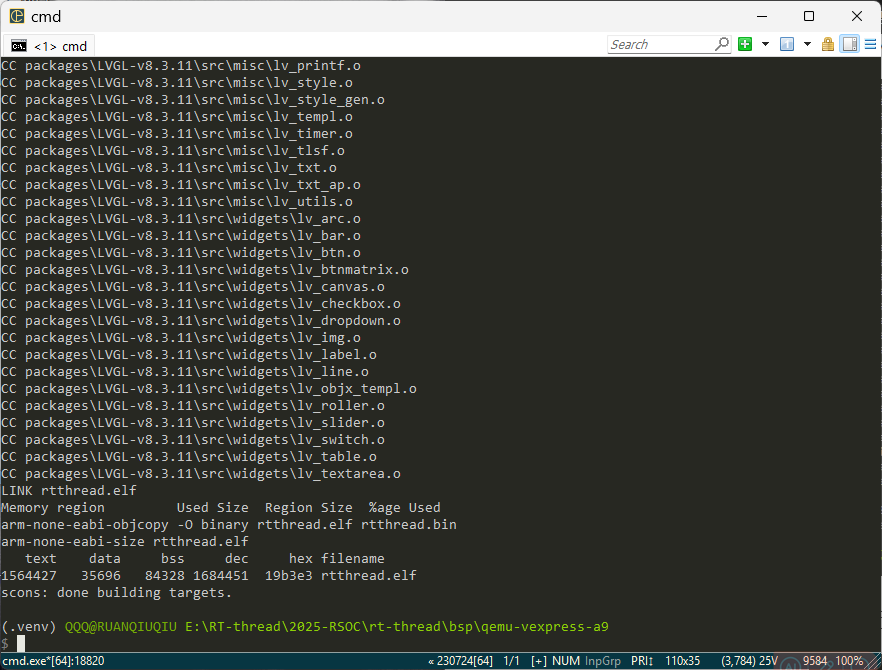 cmd
<1> cmd
Search
CC packages\LVGL-v8.3.11\src\misc\lv_printf.o
CC packages\LVGL-v8.3.11\src\misc\lv_style.o
CC packages\LVGL-v8.3.11\src\misc\lv_style_gen.o
CC packages\LVGL-v8.3.11\src\misc\lv_templ.o
CC packages\LVGL-v8.3.11\src\misc\lv_timer.o
CC packages\LVGL-v8.3.11\src\misc\lv_tlsf.o
CC packages\LVGL-v8.3.11\src\misc\lv_txt.o
CC packages\LVGL-v8.3.11\src\misc\lv_txt_ap.o
CC packages\LVGL-v8.3.11\src\misc\lv_utils.o
CC packages\LVGL-v8.3.11\src\widgets\lv_arc.o
CC packages\LVGL-v8.3.11\src\widgets\lv_bar.o
CC packages\LVGL-v8.3.11\src\widgets\lv_btn.o
CC packages\LVGL-v8.3.11\src\widgets\lv_btnmatrix.o
CC packages\LVGL-v8.3.11\src\widgets\lv_canvas.o
CC packages\LVGL-v8.3.11\src\widgets\lv_checkbox.o
CC packages\LVGL-v8.3.11\src\widgets\lv_dropdown.o
CC packages\LVGL-v8.3.11\src\widgets\lv_img.o
CC packages\LVGL-v8.3.11\src\widgets\lv_label.o
CC packages\LVGL-v8.3.11\src\widgets\lv_line.o
CC packages\LVGL-v8.3.11\src\widgets\lv_objx_templ.o
CC packages\LVGL-v8.3.11\src\widgets\lv_roller.o
CC packages\LVGL-v8.3.11\src\widgets\lv_slider.o
CC packages\LVGL-v8.3.11\src\widgets\lv_switch.o
CC packages\LVGL-v8.3.11\src\widgets\lv_table.o
CC packages\LVGL-v8.3.11\src\widgets\lv_textarea.o
LINK rtthread.elf
Memory region         Used Size  Region Size  %age Used
arm-none-eabi-objcopy -O binary rtthread.elf rtthread.bin
arm-none-eabi-size rtthread.elf
   text    data     bss     dec     hex filename
1564427   35696   84328 1684451  19b3e3 rtthread.elf
scons: done building targets.
(.venv) QQQ@RUANQIUQIU E:\RT-thread\2025-RSOC\rt-thread\bsp\qemu-vexpress-a9
$
cmd.exe*[64]:18820 « 230724[64] 1/1 [+] NUM InpGrp PRI↕ 110x35 (3,784) 25V 9584 100%